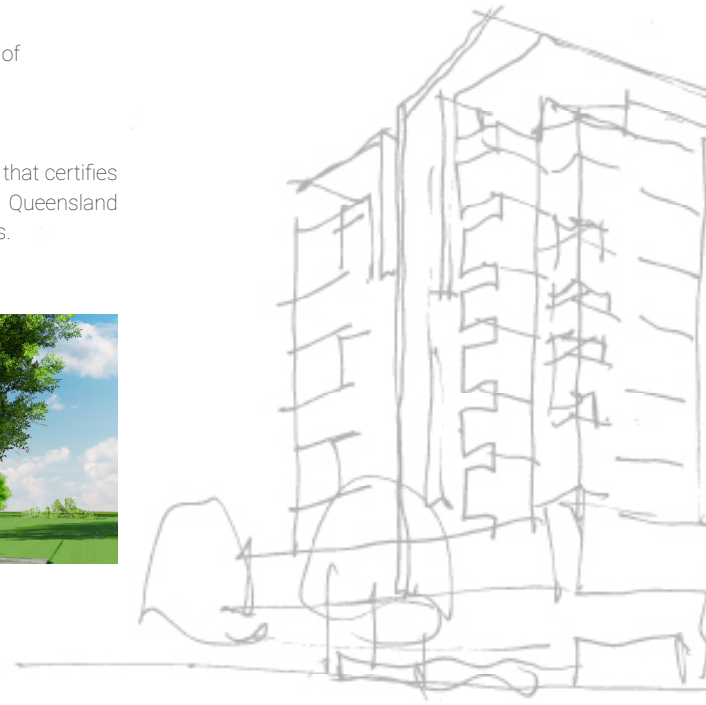 of
that certifies
Queensland
s.